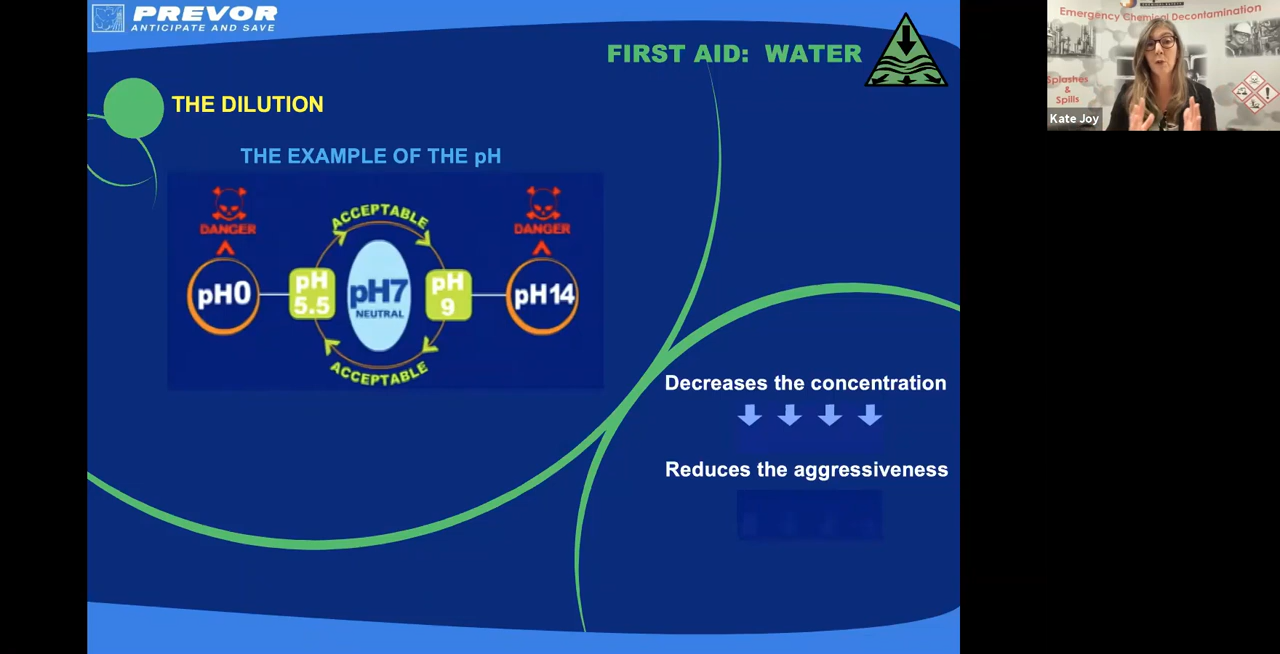 PREVOR
ANTICIPATE AND SAVE
FIRST AID: WATER
THE DILUTION
THE EXAMPLE OF THE pH
DANGER
DANGER
ACCEPTABLE
pH0
pH
5.5
pH7
NEUTRAL
pH
9
pH14
ACCEPTABLE
Decreases the concentration
Reduces the aggressiveness
Emergency Chemical Decontamination
Splashes
&
Spills
Kate Joy